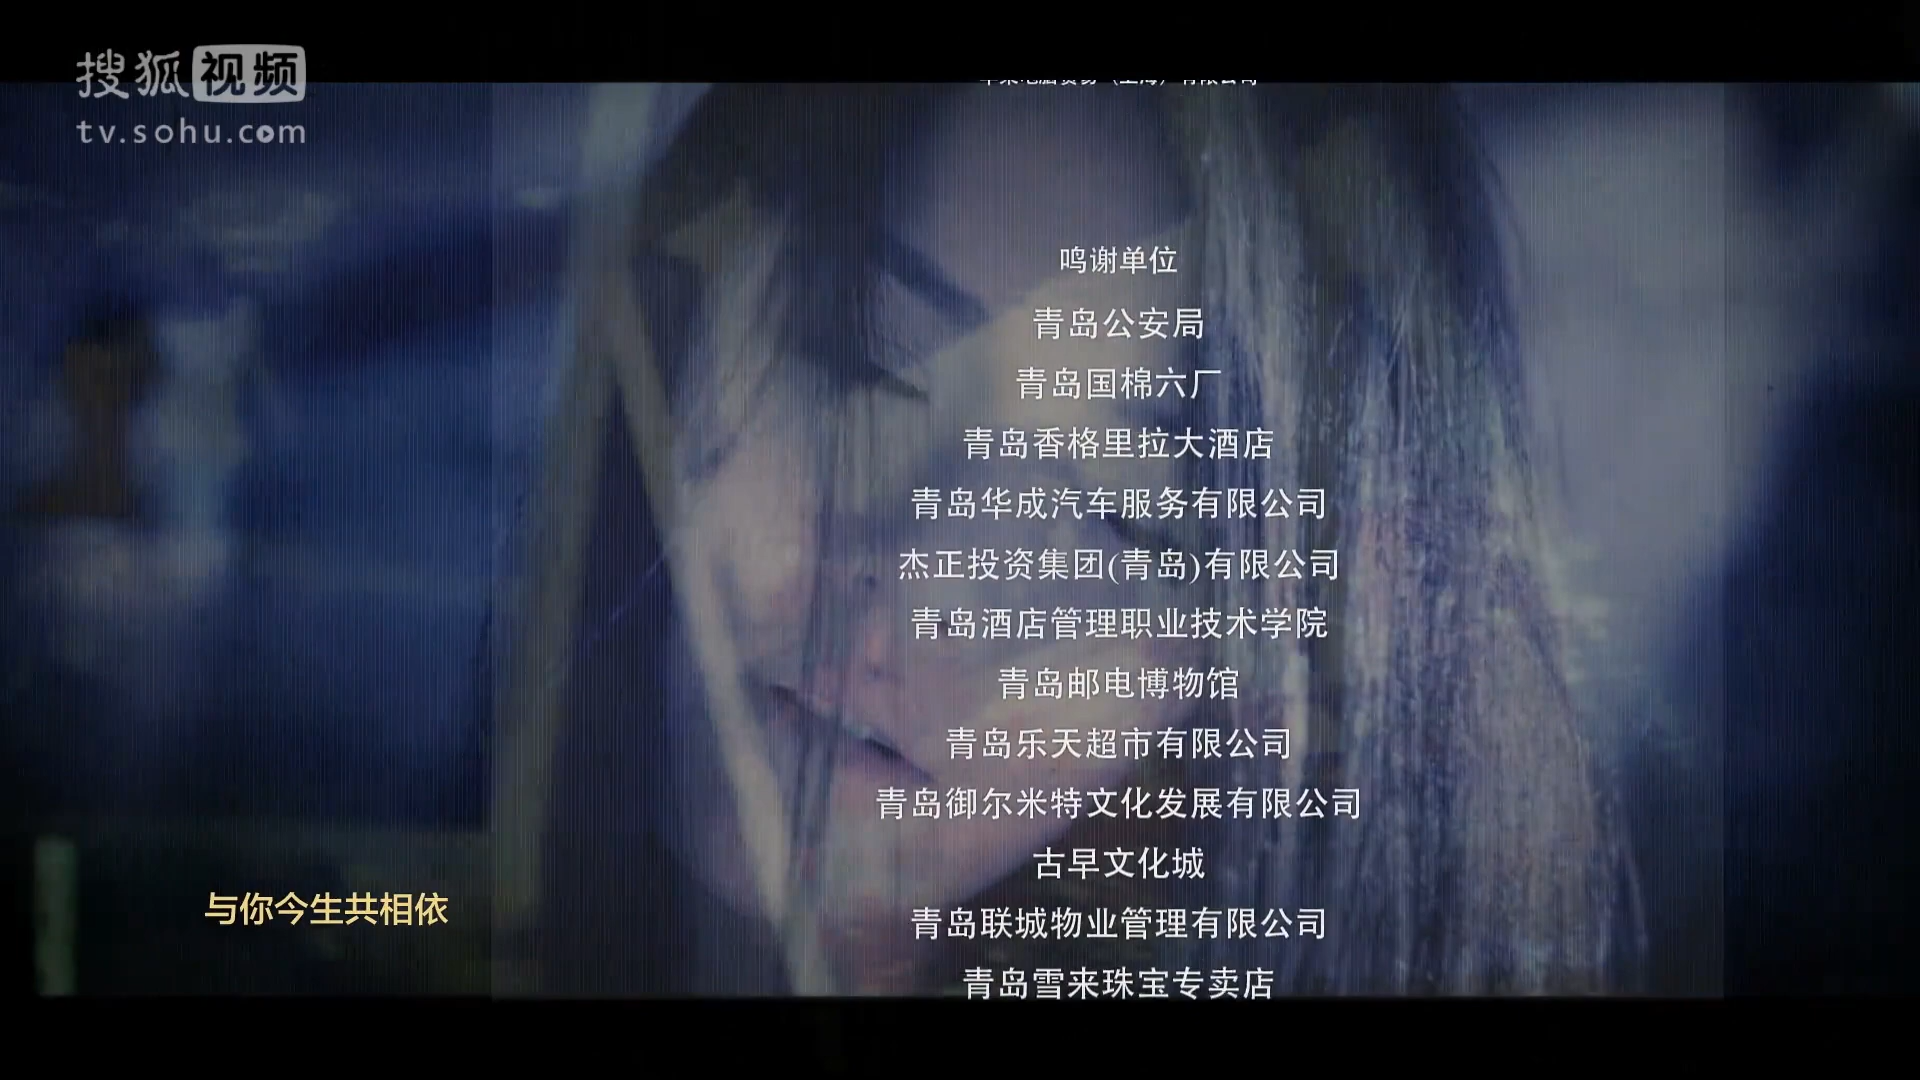 搜狐视频
tv.sohu.com
鸣谢单位
青岛公安局
青岛国棉六厂
青岛香格里拉大酒店
青岛华成汽车服务有限公司
杰正投资集团(青岛)有限公司
青岛酒店管理职业技术学院
青岛邮电博物馆
青岛乐天超市有限公司
青岛御尔米特文化发展有限公司
古早文化城
与你今生共相依
青岛联城物业管理有限公司
青岛雪来珠宝专卖店